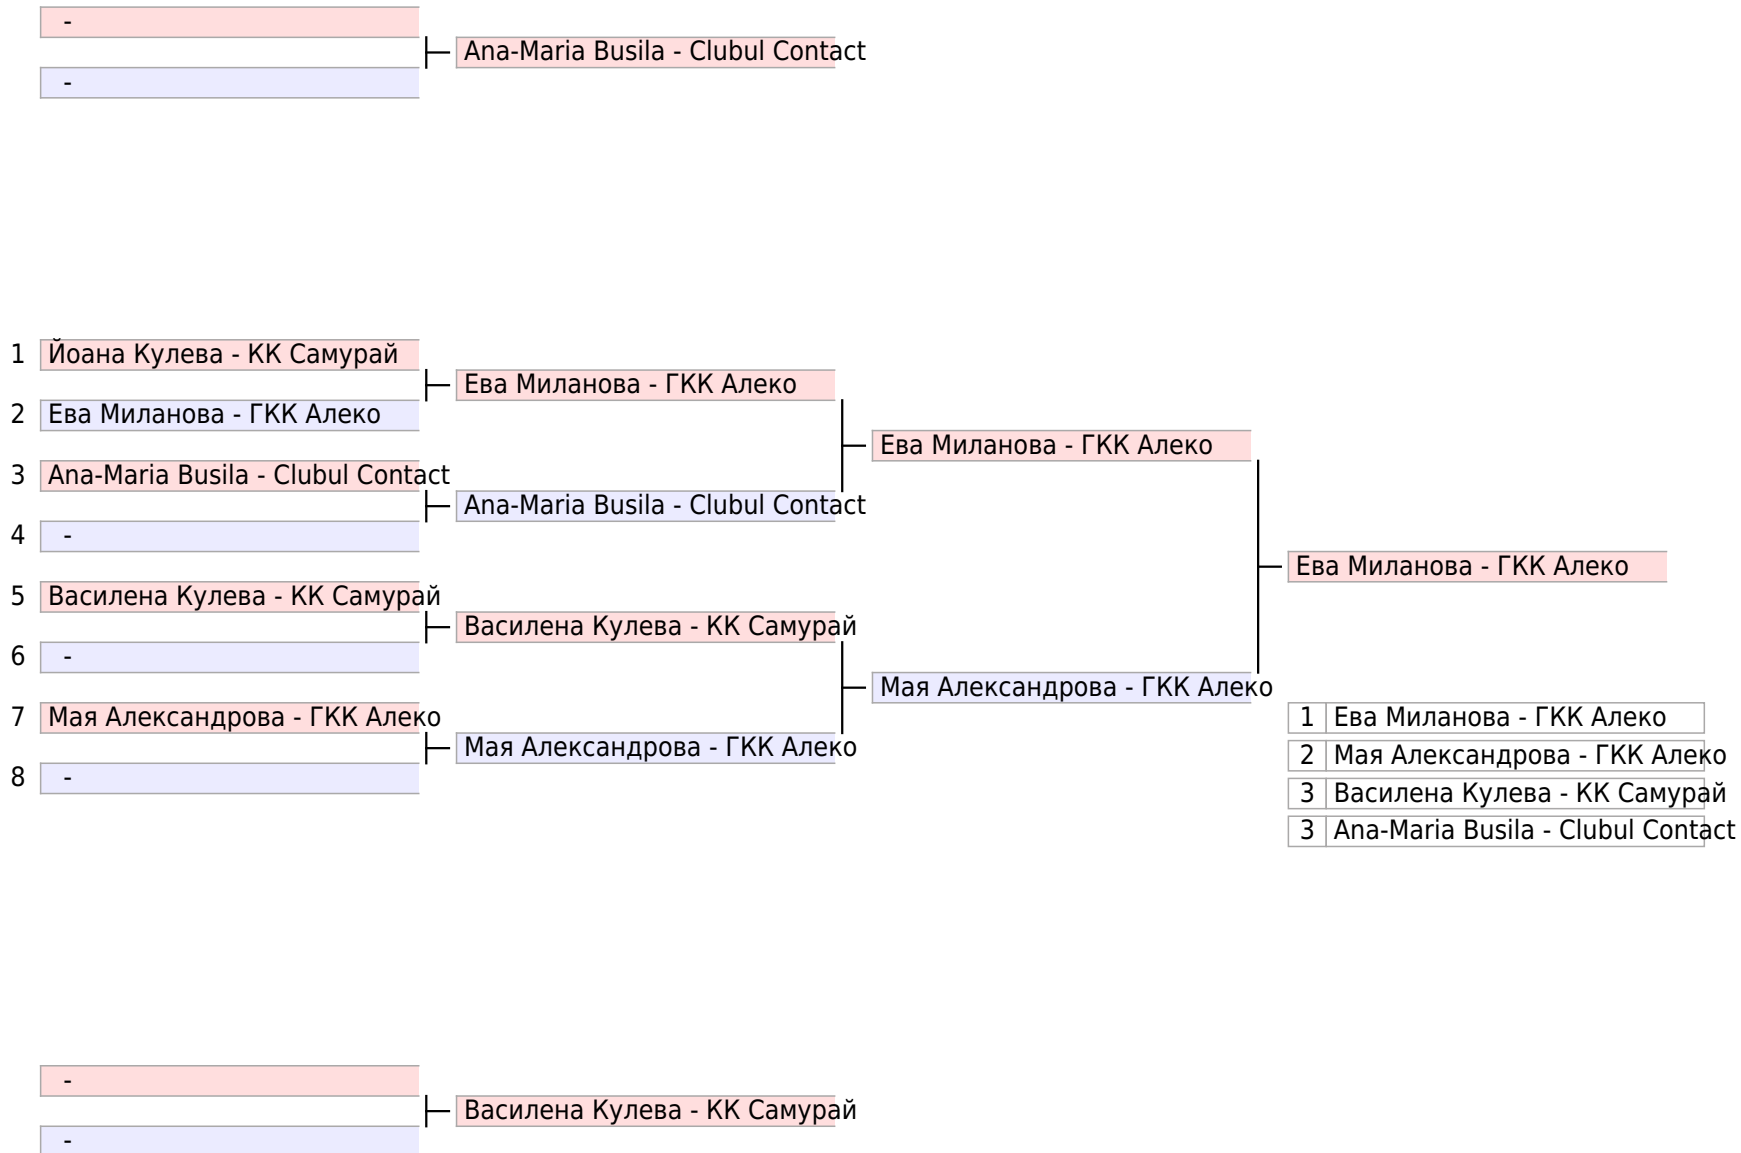 -
Ana-Maria Busila - Clubul Contact
-
1 Йоана Кулева - КК Самурай
Ева Миланова - ГКК Алеко
2 Ева Миланова - ГКК Алеко
Ева Миланова - ГКК Алеко
3 Ana-Maria Busila - Clubul Contact
Ana-Maria Busila - Clubul Contact
4 -
Ева Миланова - ГКК Алеко
5 Василена Кулева - КК Самурай
Василена Кулева - КК Самурай
6 -
Мая Александрова - ГКК Алеко
7 Мая Александрова - ГКК Алеко
1 Ева Миланова - ГКК Алеко
Мая Александрова - ГКК Алеко
2 Мая Александрова - ГКК Алеко
8 -
3 Василена Кулева - КК Самурай
3 Ana-Maria Busila - Clubul Contact
-
Василена Кулева - КК Самурай
-